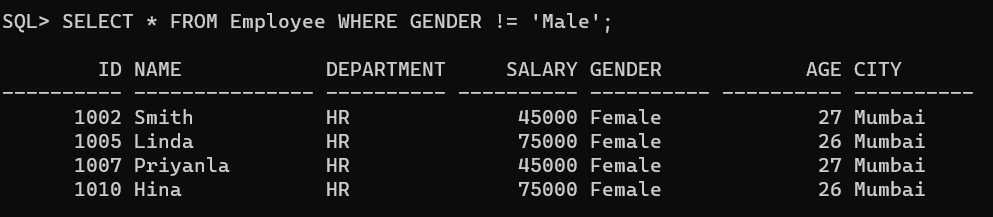 SQL> SELECT * FROM Employee WHERE GENDER != 'Male';
ID NAME DEPARTMENT SALARY GENDER AGE CITY
---------- --------------- ---------- ---------- ---------- ---------- ----------
1002 Smith HR 45000 Female 27 Mumbai
1005 Linda HR 75000 Female 26 Mumbai
1007 Priyanla HR 45000 Female 27 Mumbai
1010 Hina HR 75000 Female 26 Mumbai